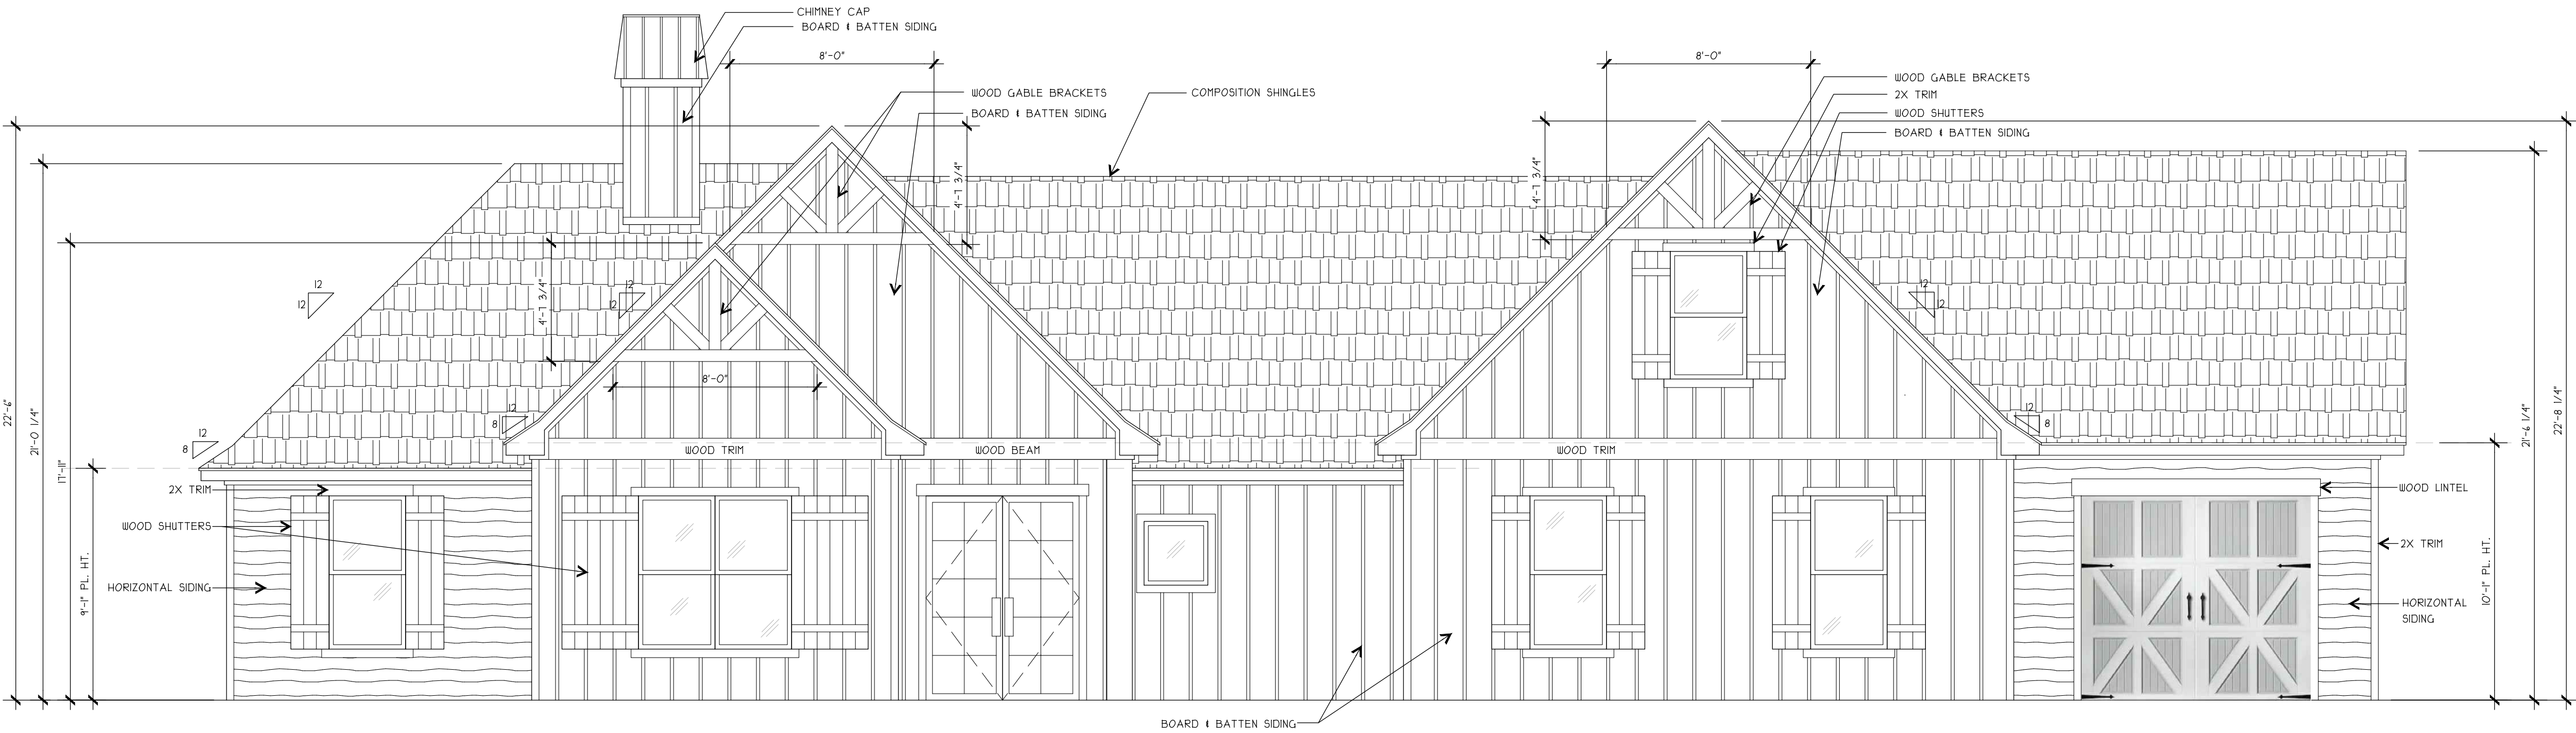 CHIMNEY CAP
BOARD & BATTEN SIDING
8'-0"
8'-0"
WOOD GABLE BRACKETS
BOARD & BATTEN SIDING
COMPOSITION SHINGLES
WOOD GABLE BRACKETS
2X TRIM
WOOD SHUTTERS
BOARD & BATTEN SIDING
4'-7 3/4"
4'-7 3/4"
4'-7 3/4"
12
12
12
12
12
12
8'-0"
12
8
12
8
12
8
22'-6"
21'-0 1/4"
17'-11"
9'-1" PL. HT.
WOOD TRIM
WOOD BEAM
WOOD TRIM
2X TRIM
WOOD SHUTTERS
HORIZONTAL SIDING
WOOD LINTEL
2X TRIM
HORIZONTAL
SIDING
10'-1" PL. HT.
21'-6 1/4"
22'-8 1/4"
BOARD & BATTEN SIDING